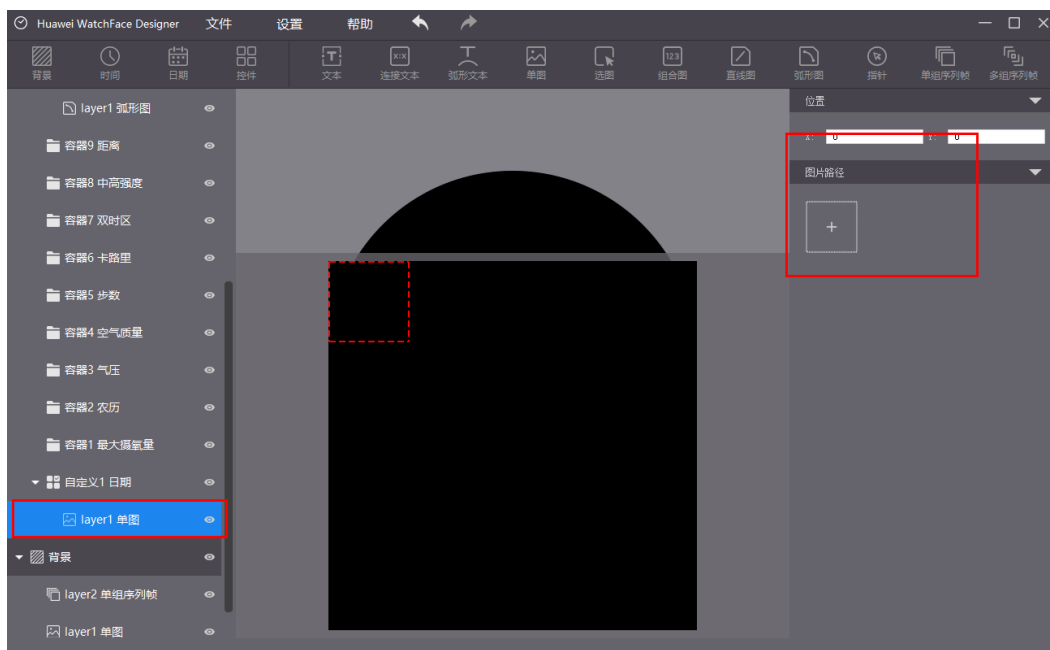 Huawei WatchFace Designer 文件 设置 帮助
背景 时间 日期 控件 文本 连接文本 弧形文本 单图 选图 组合图 直线图 弧形图 指针 单组序列帧 多组序列帧
layer1 弧形图
容器9 距离
容器8 中高强度
容器7 双时区
容器6 卡路里
容器5 步数
容器4 空气质量
容器3 气压
容器2 农历
容器1 最大摄氧量
自定义1 日期
layer1 单图
背景
layer2 单组序列帧
layer1 单图
位置
X: 0 Y: 0
图片路径